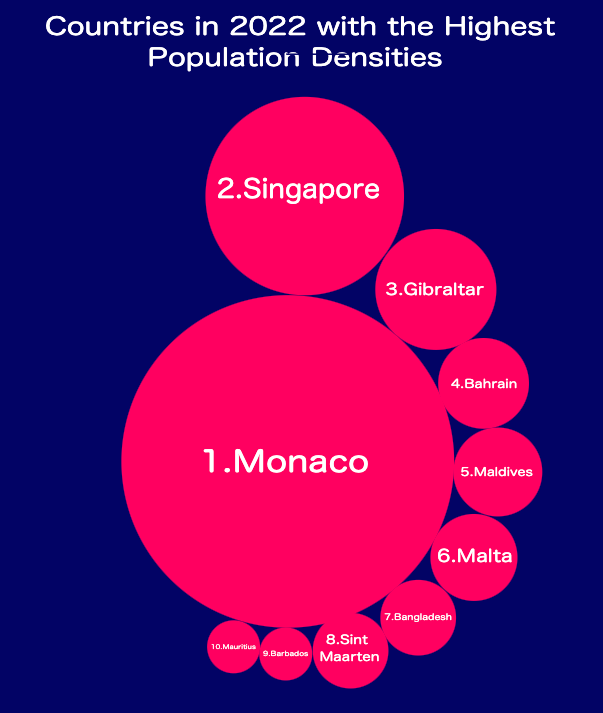 Countries in 2022 with the Highest
Population Densities
2.Singapore
3.Gibraltar
4.Bahrain
1.Monaco
5.Maldives
6.Malta
7.Bangladesh
8.Sint
Maarten
10.Mauritius
9.Barbados